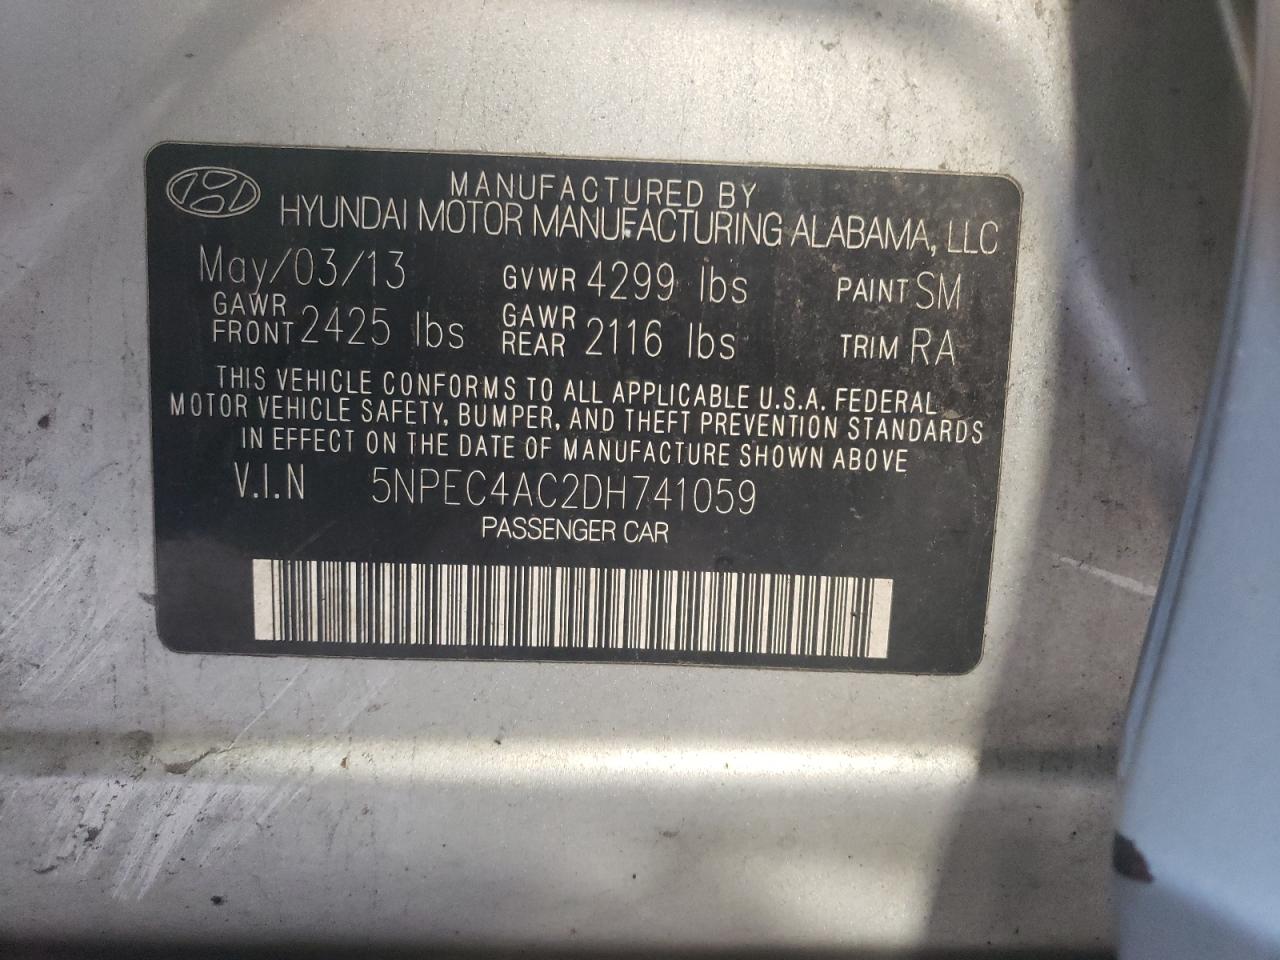 MANUFACTURED BY
HYUNDAI MOTOR MANUFACTURING ALABAMA, LLC
May/03/13 GVWR 4299 lbs PAINT SM
GAWR FRONT 2425 lbs GAWR REAR 2116 lbs TRIM RA
THIS VEHICLE CONFORMS TO ALL APPLICABLE U.S.A. FEDERAL
MOTOR VEHICLE SAFETY, BUMPER, AND THEFT PREVENTION STANDARDS
IN EFFECT ON THE DATE OF MANUFACTURE SHOWN ABOVE
V.I.N 5NPEC4AC2DH741059
PASSENGER CAR